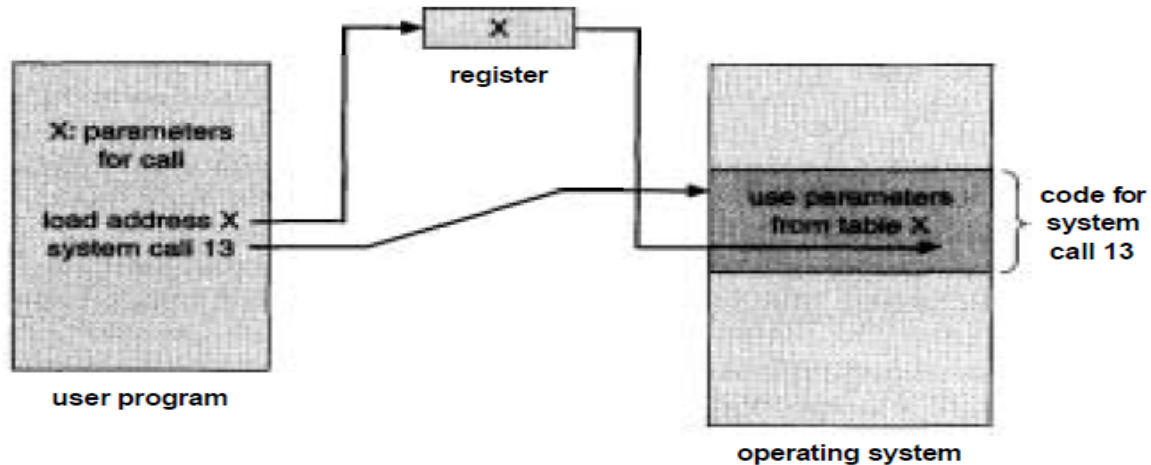 X
register
X: parameters
for call
load address X
system call 13
user program
use parameters
from table X
code for
system
call 13
operating system